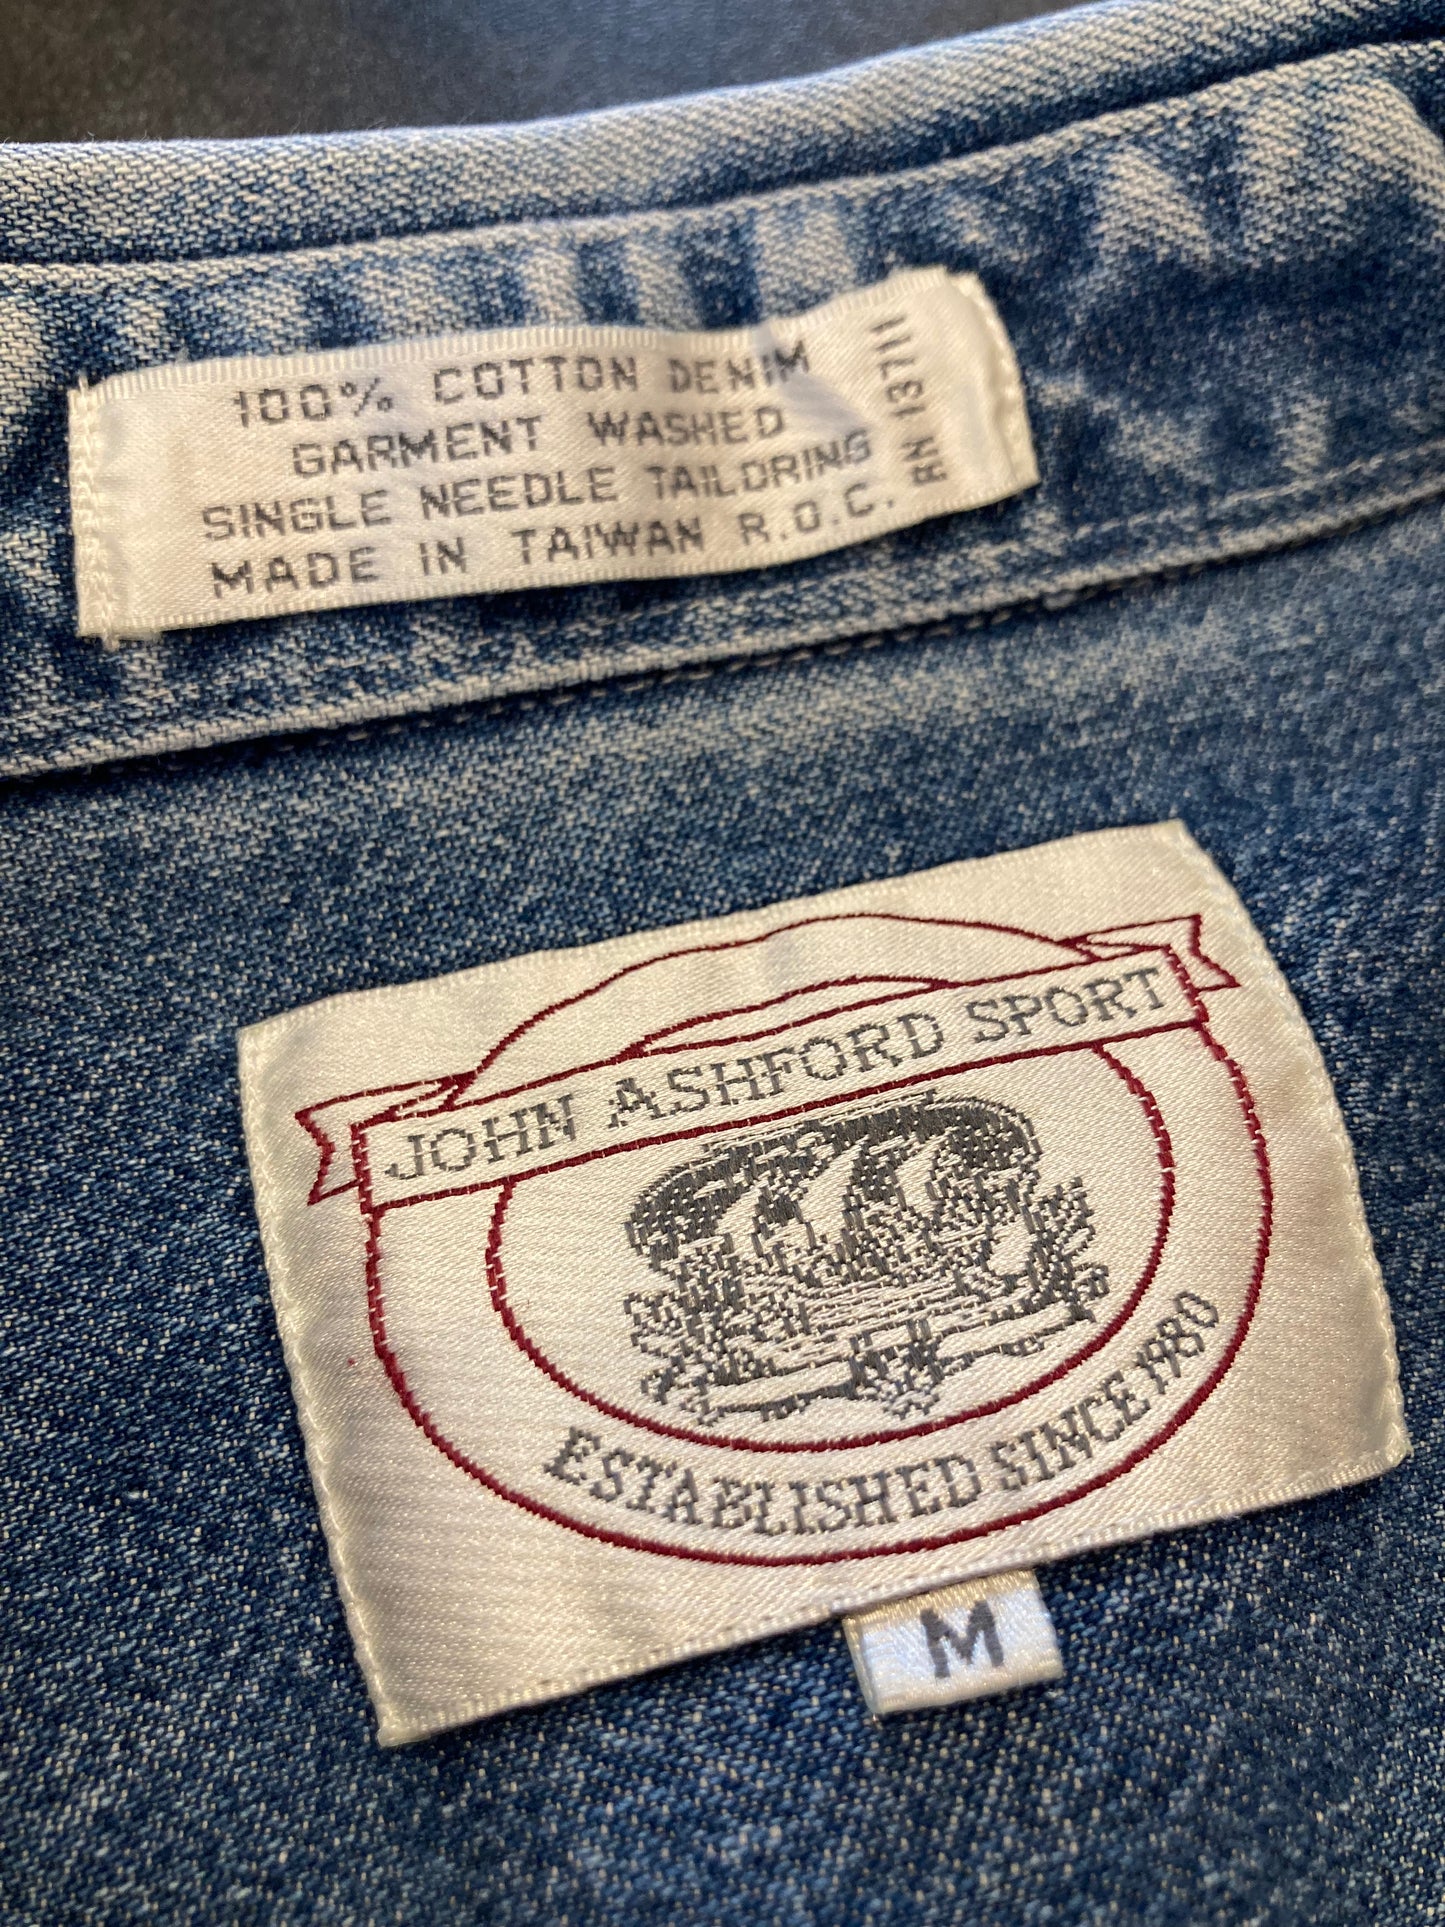 100% COTTON DENIM
GARMENT WASHED
SINGLE NEEDLE TAILORING
MADE IN TAIWAN R.O.C.
RN 13711
JOHN ASHFORD SPORT
ESTABLISHED SINCE 1980
M